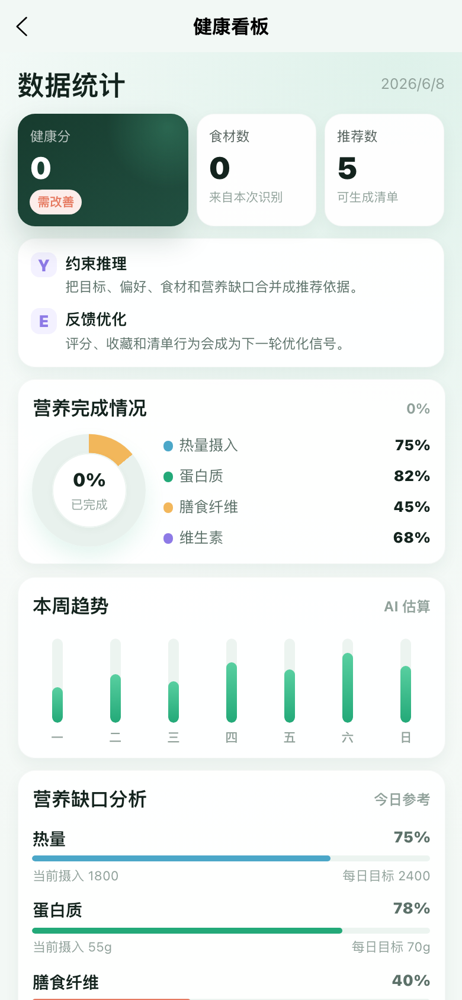 健康看板
数据统计
2026/6/8
健康分
0
需改善
食材数
0
来自本次识别
推荐数
5
可生成清单
Y
约束推理
把目标、偏好、食材和营养缺口合并成推荐依据。
E
反馈优化
评分、收藏和清单行为会成为下一轮优化信号。
营养完成情况
0%
0%
已完成
热量摄入 75%
蛋白质 82%
膳食纤维 45%
维生素 68%
本周趋势
AI 估算
一 二 三 四 五 六 日
营养缺口分析
今日参考
热量 75%
当前摄入 1800 每日目标 2400
蛋白质 78%
当前摄入 55g 每日目标 70g
膳食纤维 40%